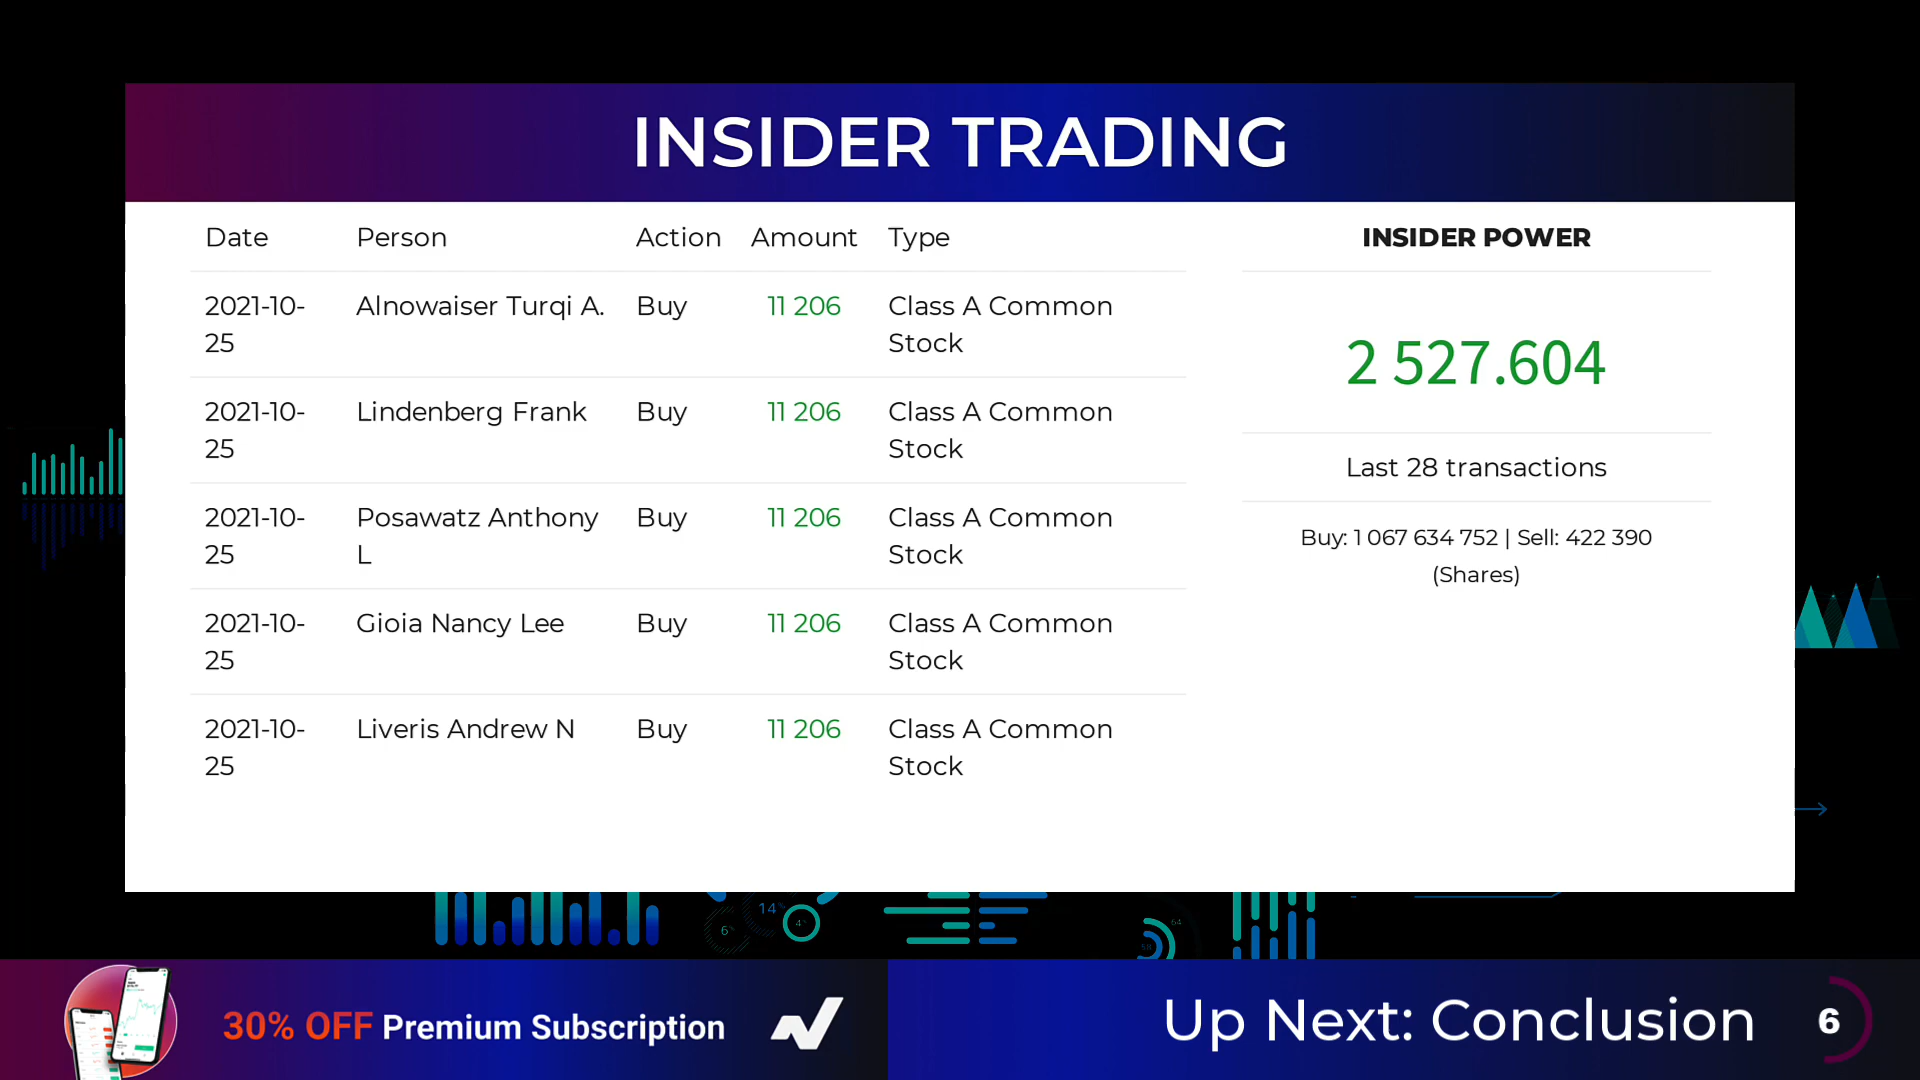 INSIDER TRADING
Date Person Action Amount Type
2021-10-
25
Alnowaiser Turqi A. Buy 11 206 Class A Common
Stock
2021-10-
25
Lindenberg Frank Buy 11 206 Class A Common
Stock
2021-10-
25
Posawatz Anthony
L
Buy 11 206 Class A Common
Stock
2021-10-
25
Gioia Nancy Lee Buy 11 206 Class A Common
Stock
2021-10-
25
Liveris Andrew N Buy 11 206 Class A Common
Stock
INSIDER POWER
2 527.604
Last 28 transactions
Buy: 1 067 634 752 | Sell: 422 390
(Shares)
6
14
4
64
30% OFF Premium Subscription
Up Next: Conclusion
6